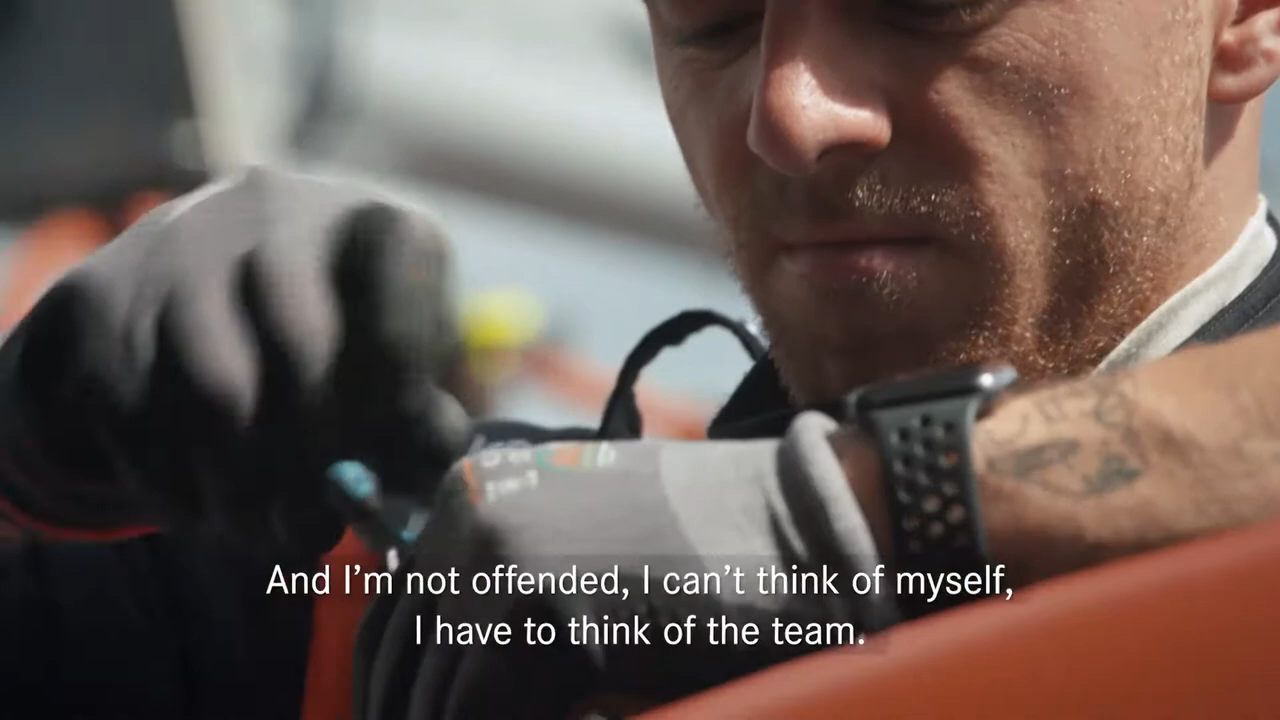 And I'm not offended, I can't think of myself,
I have to think of the team.